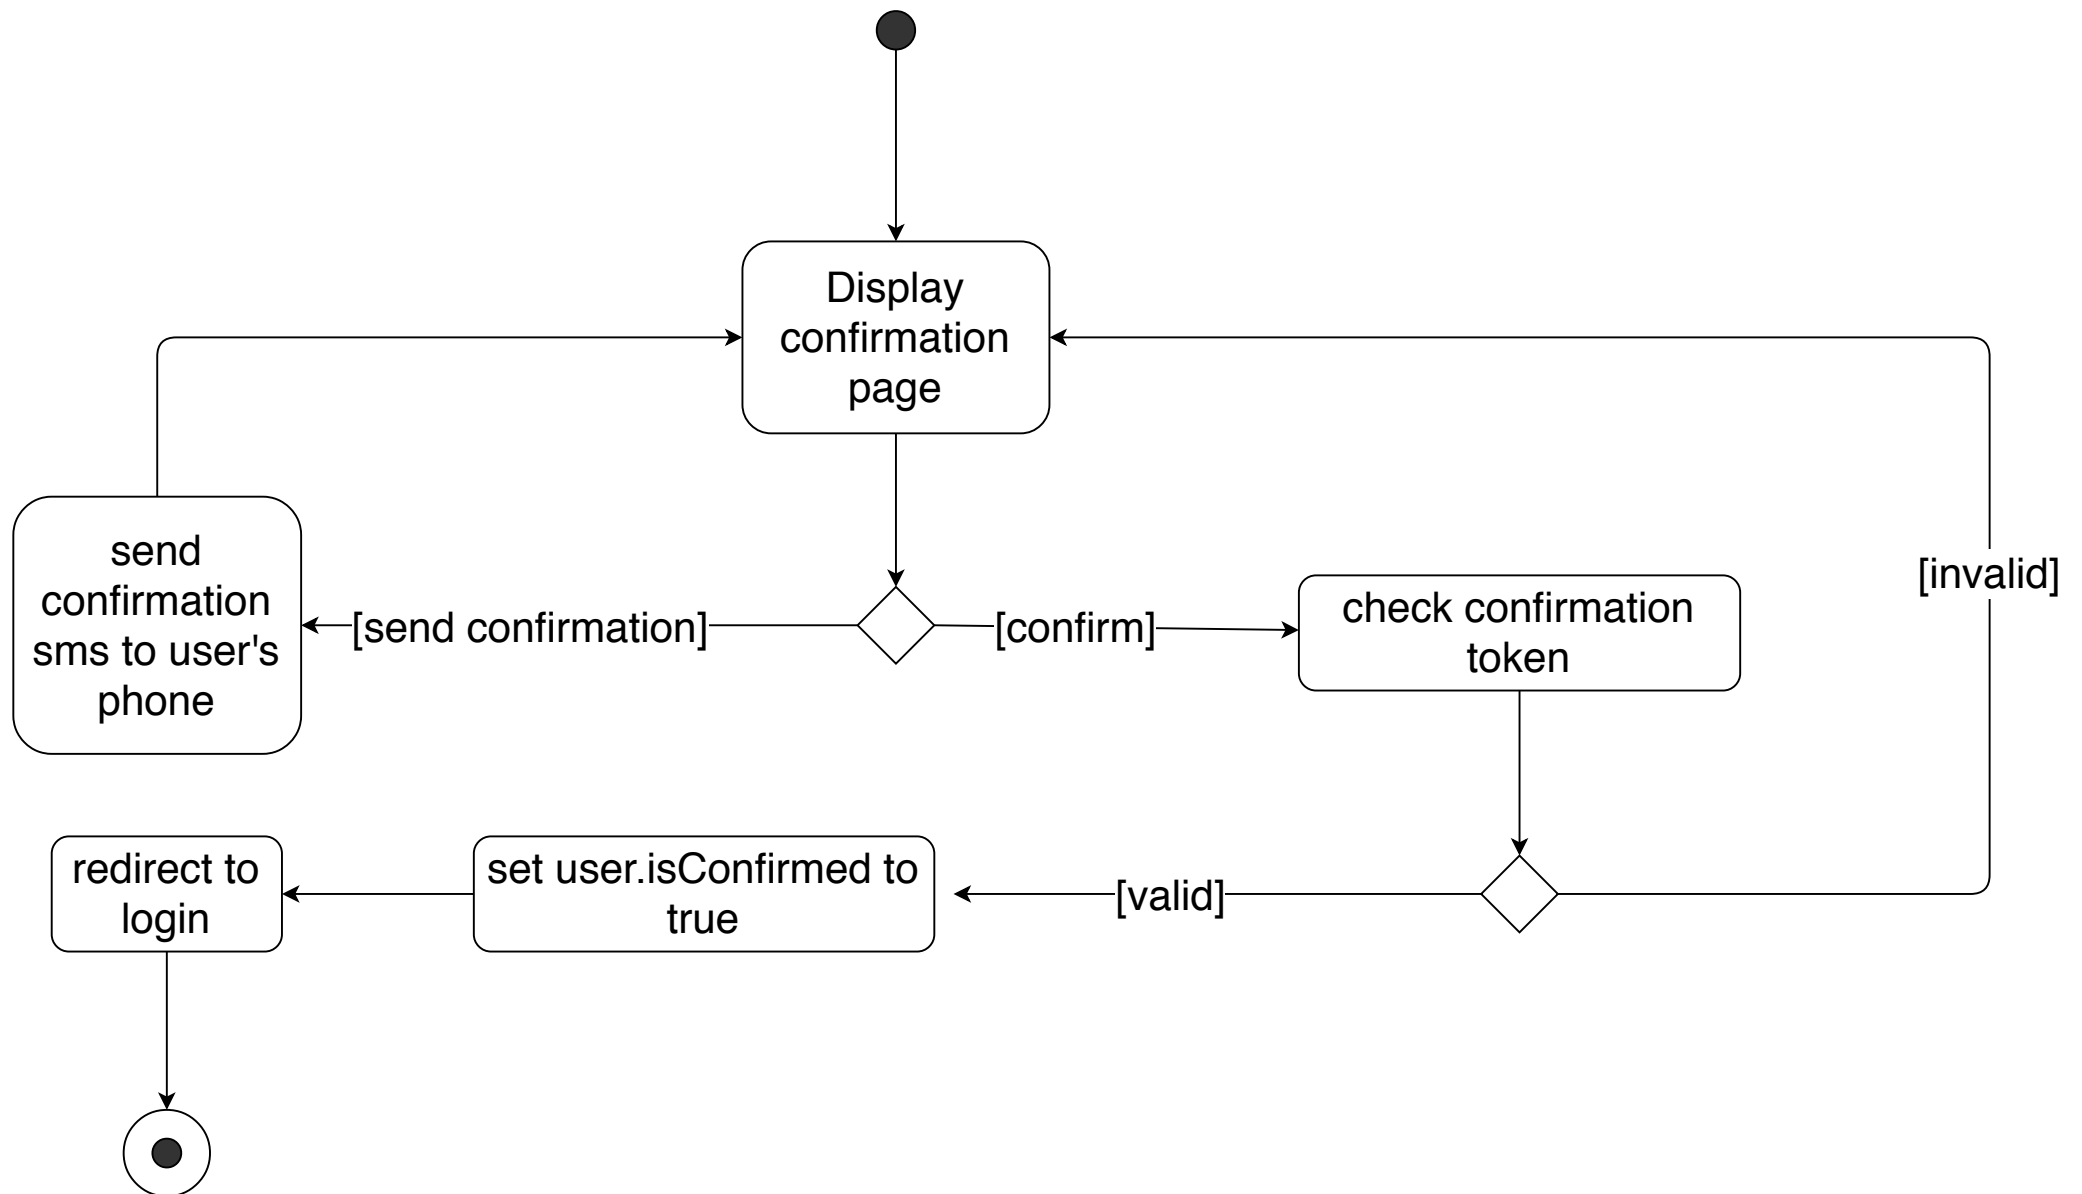 Display
confirmation
page
send
confirmation
sms to user's
phone
[send confirmation]
[confirm]
check confirmation
token
[invalid]
redirect to
login
set user.isConfirmed to
true
[valid]